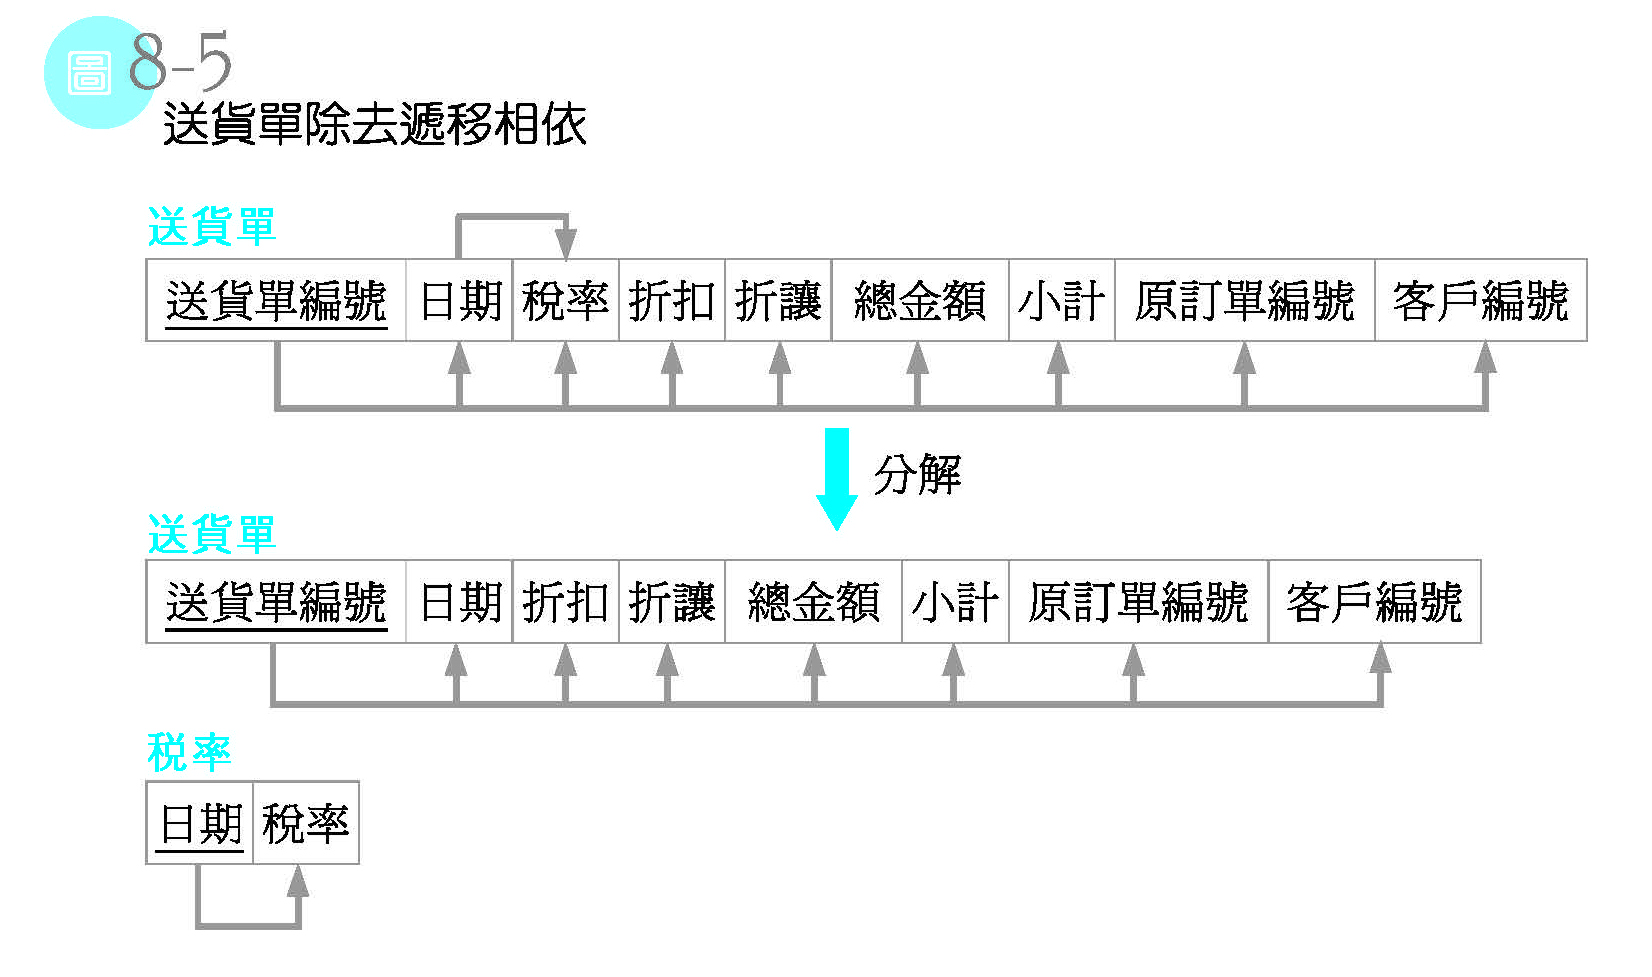 圖 8-5
送貨單除去遞移相依
送貨單
送貨單編號 日期 稅率 折扣 折讓 總金額 小計 原訂單編號 客戶編號
分解
送貨單
送貨單編號 日期 折扣 折讓 總金額 小計 原訂單編號 客戶編號
稅率
日期 稅率